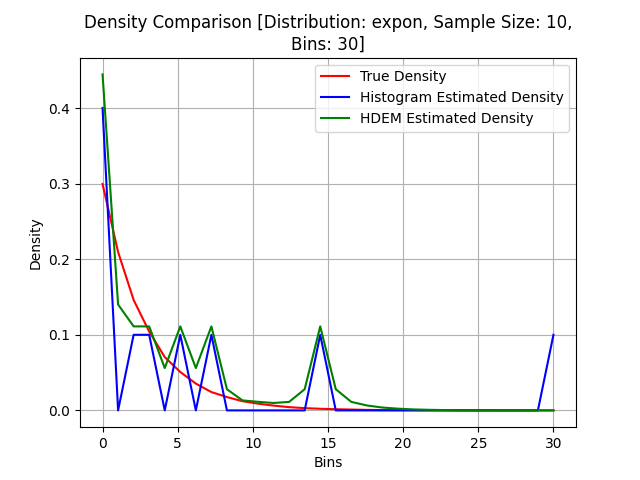 Density Comparison [Distribution: expon, Sample Size: 10,
Bins: 30]
True Density
Histogram Estimated Density
HDEM Estimated Density
Density
0.4
0.3
0.2
0.1
0.0
0 5 10 15 20 25 30
Bins